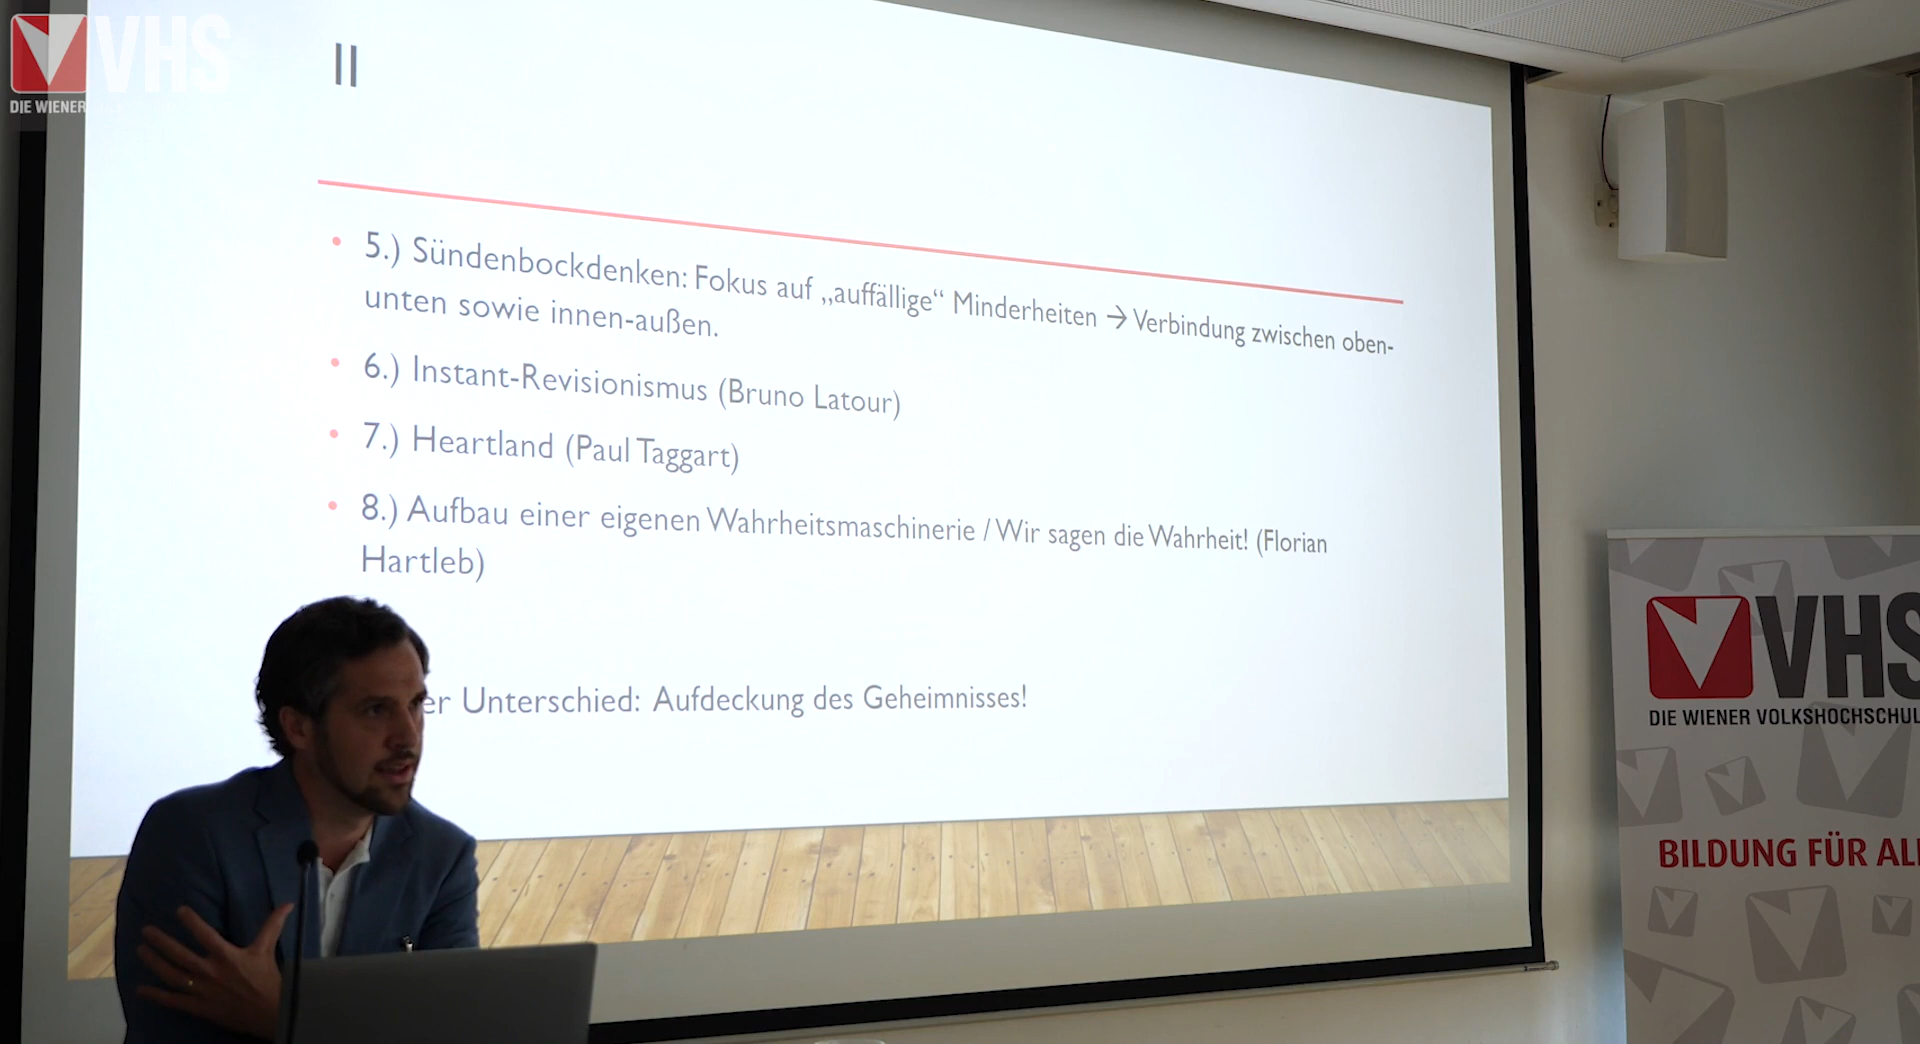 VHS
DIE WIENER
II
5.) Sündenbockdenken: Fokus auf „auffällige“ Minderheiten → Verbindung zwischen oben-
unten sowie innen-außen.
6.) Instant-Revisionismus (Bruno Latour)
7.) Heartland (Paul Taggart)
8.) Aufbau einer eigenen Wahrheitsmaschinerie / Wir sagen die Wahrheit! (Florian
Hartleb)
er Unterschied: Aufdeckung des Geheimnisses!
VHS
DIE WIENER VOLKSHOCHSCHUL
BILDUNG FÜR ALL